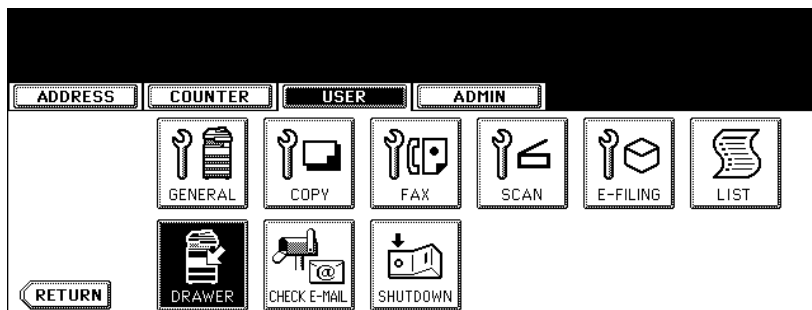 ADDRESS COUNTER USER ADMIN
GENERAL COPY FAX SCAN E-FILING LIST
@
DRAWER CHECK E-MAIL SHUTDOWN
RETURN